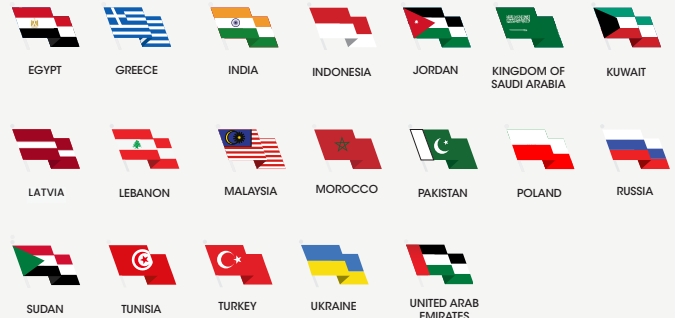 EGYPT
GREECE
INDIA
INDONESIA
JORDAN
KINGDOM OF
SAUDI ARABIA
KUWAIT
LATVIA
LEBANON
MALAYSIA
MOROCCO
PAKISTAN
POLAND
RUSSIA
SUDAN
TUNISIA
TURKEY
UKRAINE
UNITED ARAB
EMIRATES